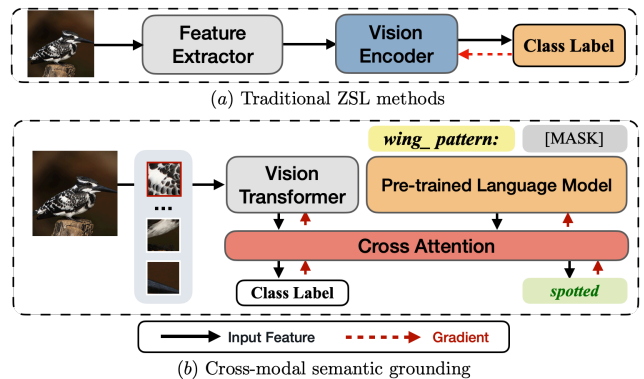 Feature
Extractor
Vision
Encoder
Class Label
(a) Traditional ZSL methods
wing_ pattern:
[MASK]
...
Vision
Transformer
Pre-trained Language Model
Cross Attention
Class Label
spotted
Input Feature
Gradient
(b) Cross-modal semantic grounding